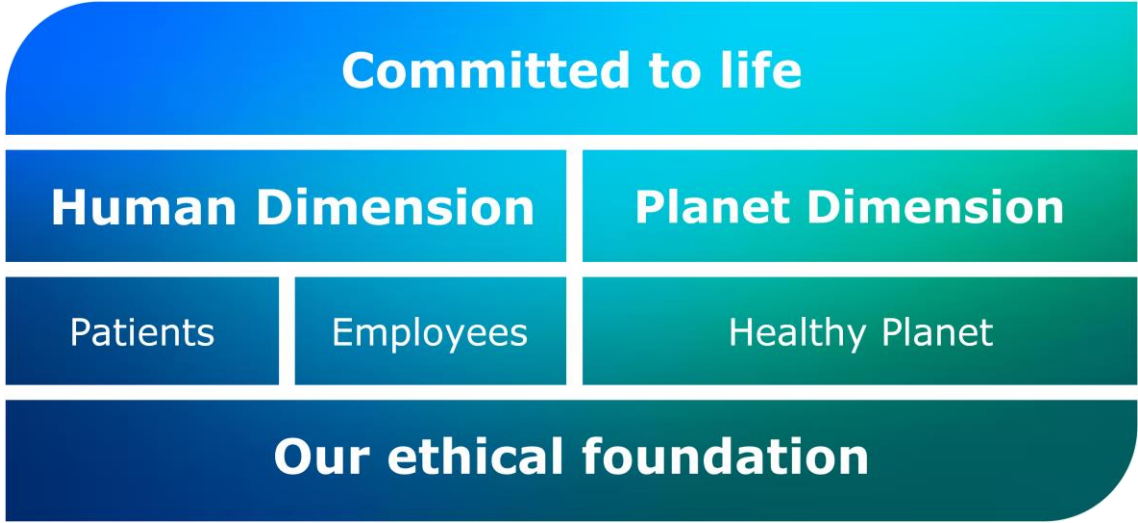 Committed to life
Human Dimension
Planet Dimension
Patients
Employees
Healthy Planet
Our ethical foundation